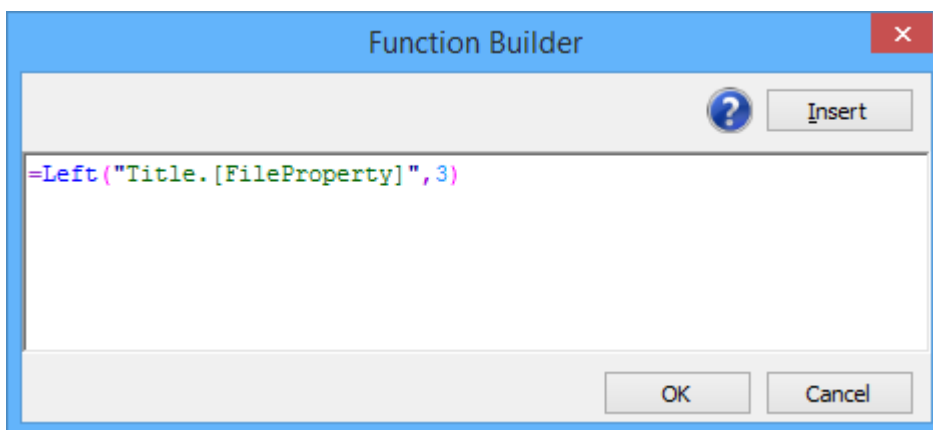 Function Builder
×
?
Insert
=Left("Title.[FileProperty]",3)
OK
Cancel